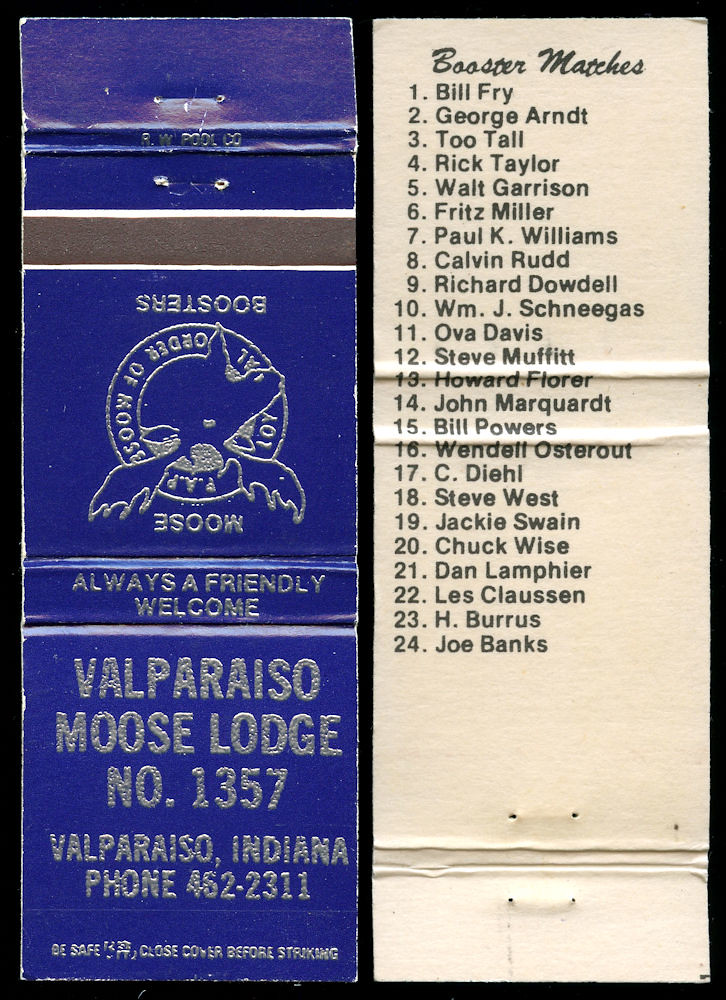 R. W. POOL CO
BOOSTERS
LOYAL ORDER OF MOOSE
P.A.P
MOOSE
ALWAYS A FRIENDLY
WELCOME
VALPARAISO
MOOSE LODGE
NO. 1357
VALPARAISO, INDIANA
PHONE 462-2311
BE SAFE CLOSE COVER BEFORE STRIKING
Booster Matches
1. Bill Fry
2. George Arndt
3. Too Tall
4. Rick Taylor
5. Walt Garrison
6. Fritz Miller
7. Paul K. Williams
8. Calvin Rudd
9. Richard Dowdell
10. Wm. J. Schneegas
11. Ova Davis
12. Steve Muffitt
13. Howard Florer
14. John Marquardt
15. Bill Powers
16. Wendell Osterout
17. C. Diehl
18. Steve West
19. Jackie Swain
20. Chuck Wise
21. Dan Lamphier
22. Les Claussen
23. H. Burrus
24. Joe Banks